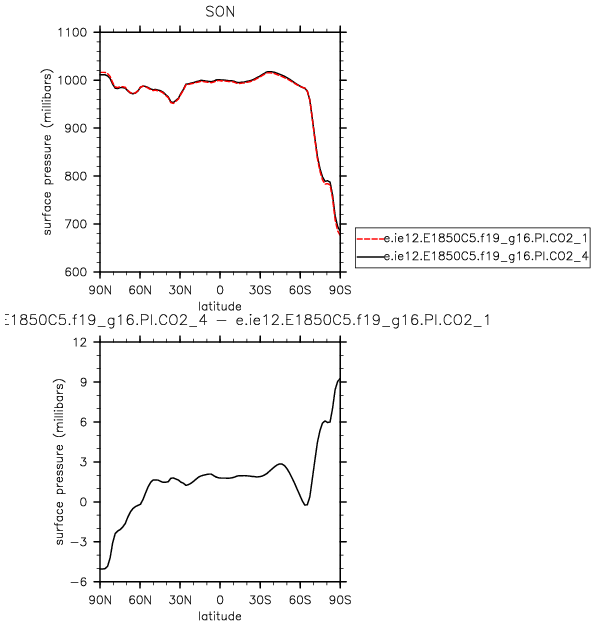 SON
1100
1000
900
800
700
600
surface pressure (millibars)
90N 60N 30N 0 30S 60S 90S
latitude
e.ie12.E1850C5.f19_g16.PI.CO2_1
e.ie12.E1850C5.f19_g16.PI.CO2_4
E1850C5.f19_g16.PI.CO2_4 − e.ie12.E1850C5.f19_g16.PI.CO2_1
12
9
6
3
0
−3
−6
surface pressure (millibars)
90N 60N 30N 0 30S 60S 90S
latitude